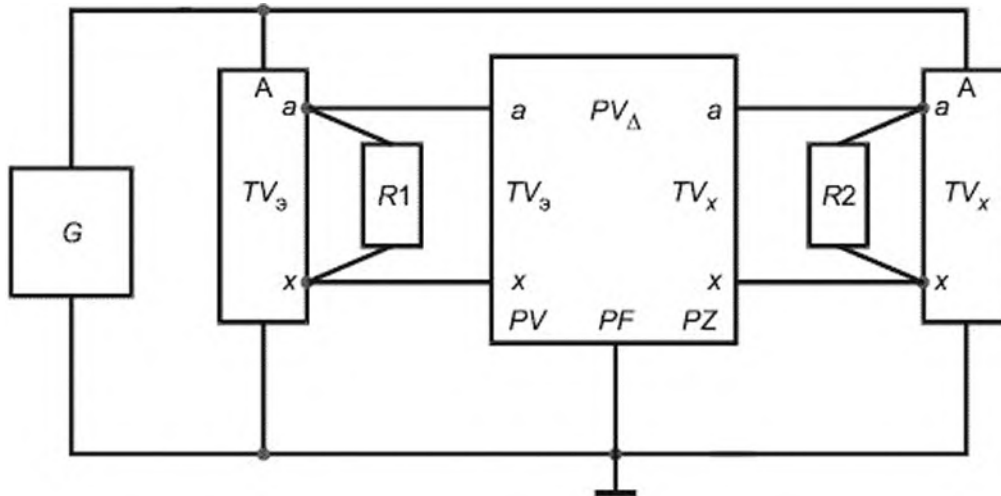 A
a
TVэ
x
G
R1
a PVΔ a
TVэ TVx
x x
PV PF PZ
R2
A
a
TVx
x